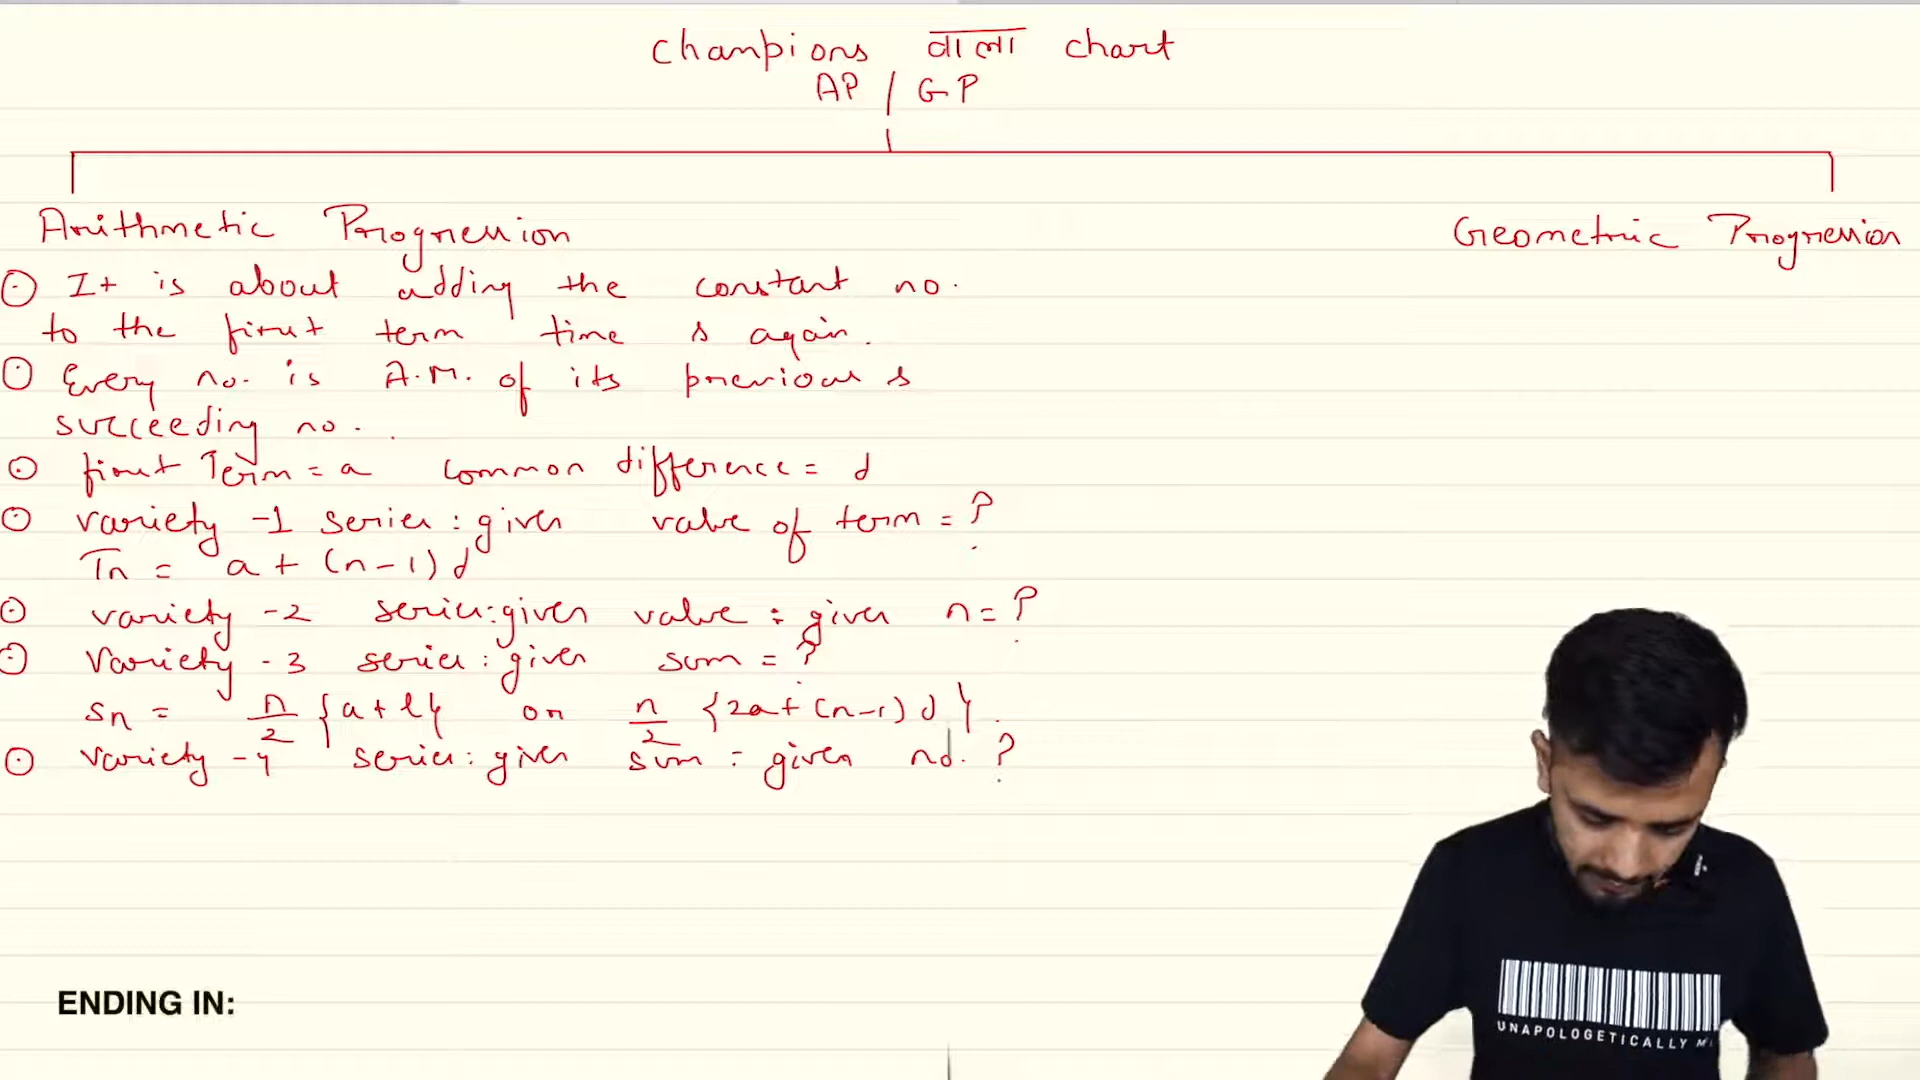 Champions वाला chart
AP / GP
Arithmetic Progression
Geometric Progression
It is about adding the constant no.
to the first term time & again.
Every no. is A.M. of its previous &
succeeding no.
first Term = a common difference = d
variety -1 series : given value of term = ?
Tn = a + (n-1)d
variety -2 series: given value : given n = ?
Variety - 3 series : given sum = ?
Sn = n/2 {a+l} or n/2 {2a+(n-1)d}.
variety -4 series : given sum = given no. ?
ENDING IN:
UNAPOLOGETICALLY